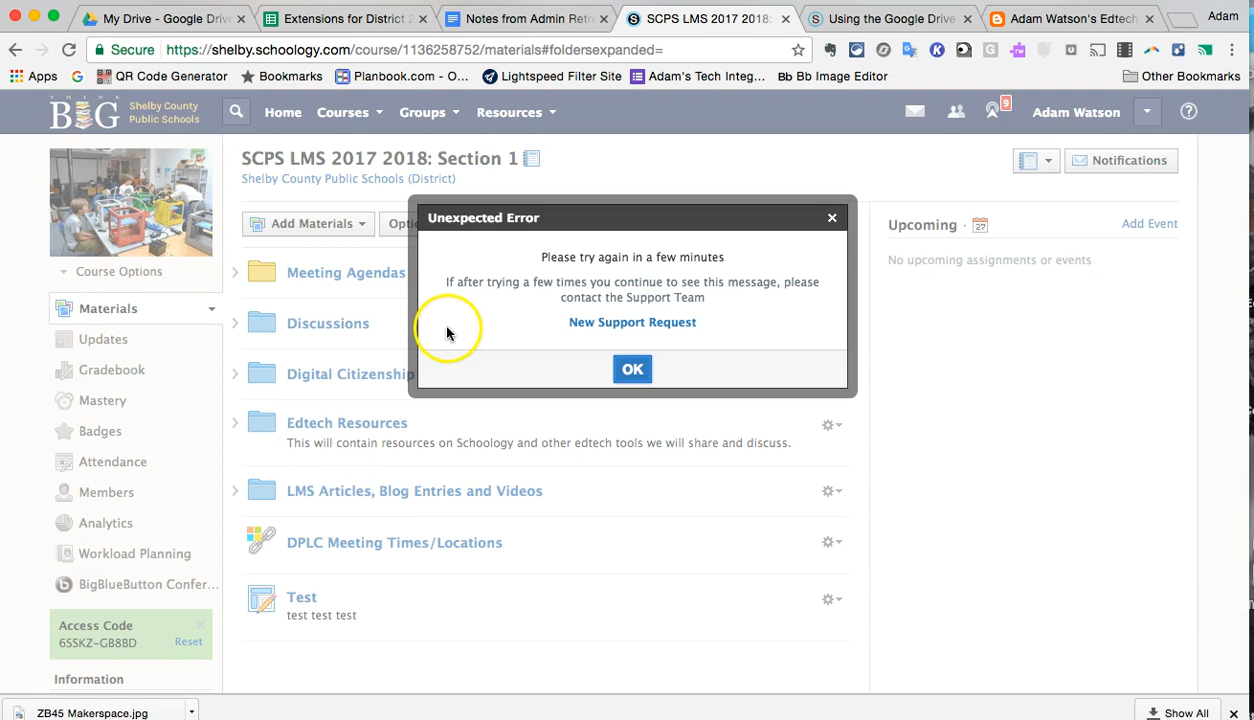 My Drive - Google Driv
Extensions for District 2
Notes from Admin Retr
SCPS LMS 2017 2018:
Using the Google Drive
Adam Watson's Edtech
Adam
Secure https://shelby.schoology.com/course/1136258752/materials#foldersexpanded=
Apps
QR Code Generator
Bookmarks
Planbook.com - O...
Lightspeed Filter Site
Adam's Tech Integ...
Bb Bb Image Editor
Other Bookmarks
THINK
BIG
Shelby County
Public Schools
Home
Courses
Groups
Resources
9
Adam Watson
SCPS LMS 2017 2018: Section 1
Shelby County Public Schools (District)
Notifications
Add Materials
Optio
Upcoming · 27
Add Event
No upcoming assignments or events
Course Options
Materials
Updates
Gradebook
Mastery
Badges
Attendance
Members
Analytics
Workload Planning
BigBlueButton Confer...
Access Code
6SSKZ-GB8BD
Reset
Information
Meeting Agendas
Discussions
Digital Citizenship
Edtech Resources
This will contain resources on Schoology and other edtech tools we will share and discuss.
LMS Articles, Blog Entries and Videos
DPLC Meeting Times/Locations
Test
test test test
Unexpected Error
Please try again in a few minutes
If after trying a few times you continue to see this message, please
contact the Support Team
New Support Request
OK
ZB45 Makerspace.jpg
Show All